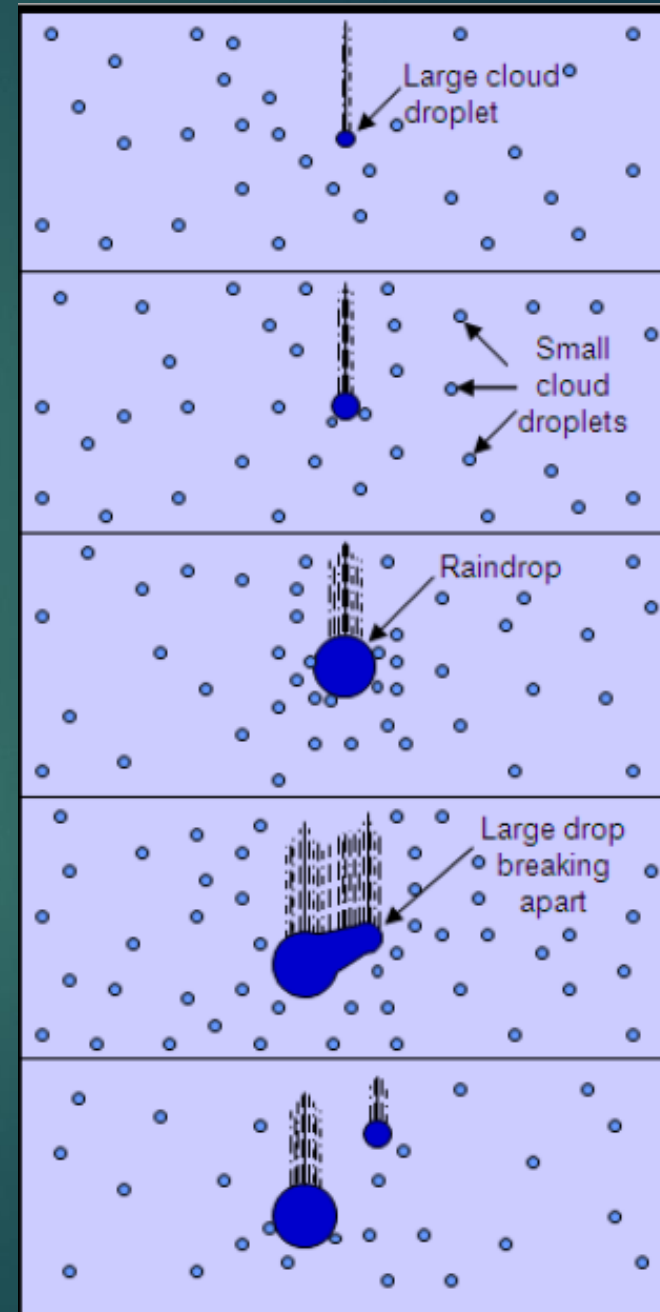 Large cloud
droplet
Small
cloud
droplets
Raindrop
Large drop
breaking
apart